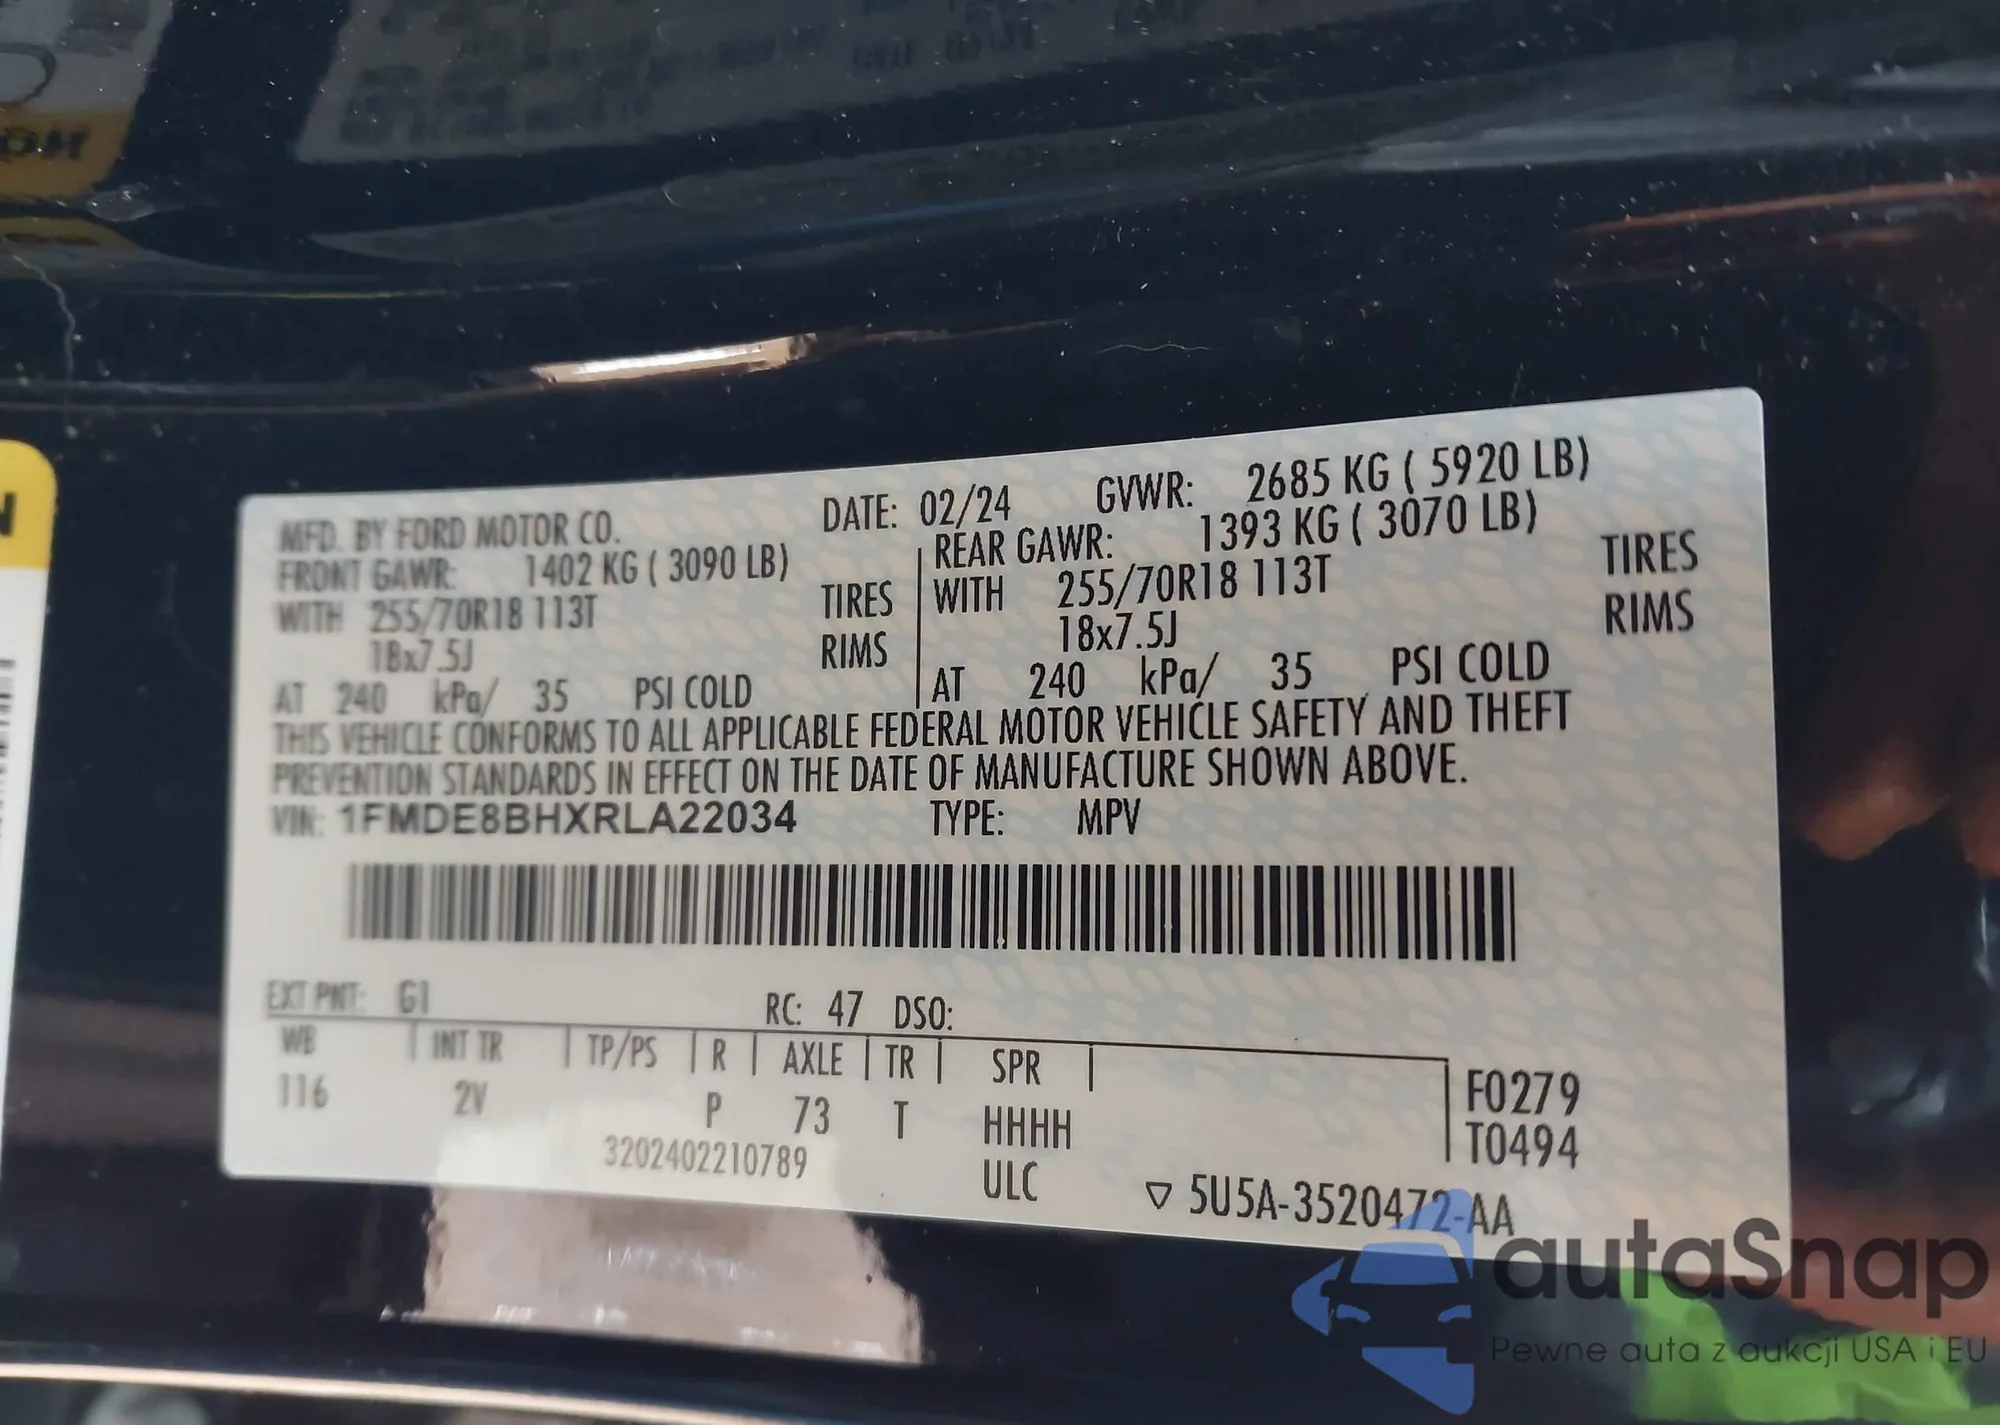 MFD. BY FORD MOTOR CO. DATE: 02/24 GVWR: 2685 KG ( 5920 LB)
FRONT GAWR: 1402 KG ( 3090 LB)
WITH 255/70R18 113T TIRES
18x7.5J RIMS
AT 240 kPa/ 35 PSI COLD
REAR GAWR: 1393 KG ( 3070 LB)
WITH 255/70R18 113T TIRES
18x7.5J RIMS
AT 240 kPa/ 35 PSI COLD
THIS VEHICLE CONFORMS TO ALL APPLICABLE FEDERAL MOTOR VEHICLE SAFETY AND THEFT
PREVENTION STANDARDS IN EFFECT ON THE DATE OF MANUFACTURE SHOWN ABOVE.
VIN: 1FMDE8BHXRLA22034 TYPE: MPV
EXT PNT: G1 RC: 47 DSO:
WB | INT TR | TP/PS | R | AXLE | TR | SPR |
116 2V P 73 T HHHH
F0279
T0494
3202402210789 ULC
▽ 5U5A-3520472-AA
autaSnap
Pewne auta z aukcji USA i EU